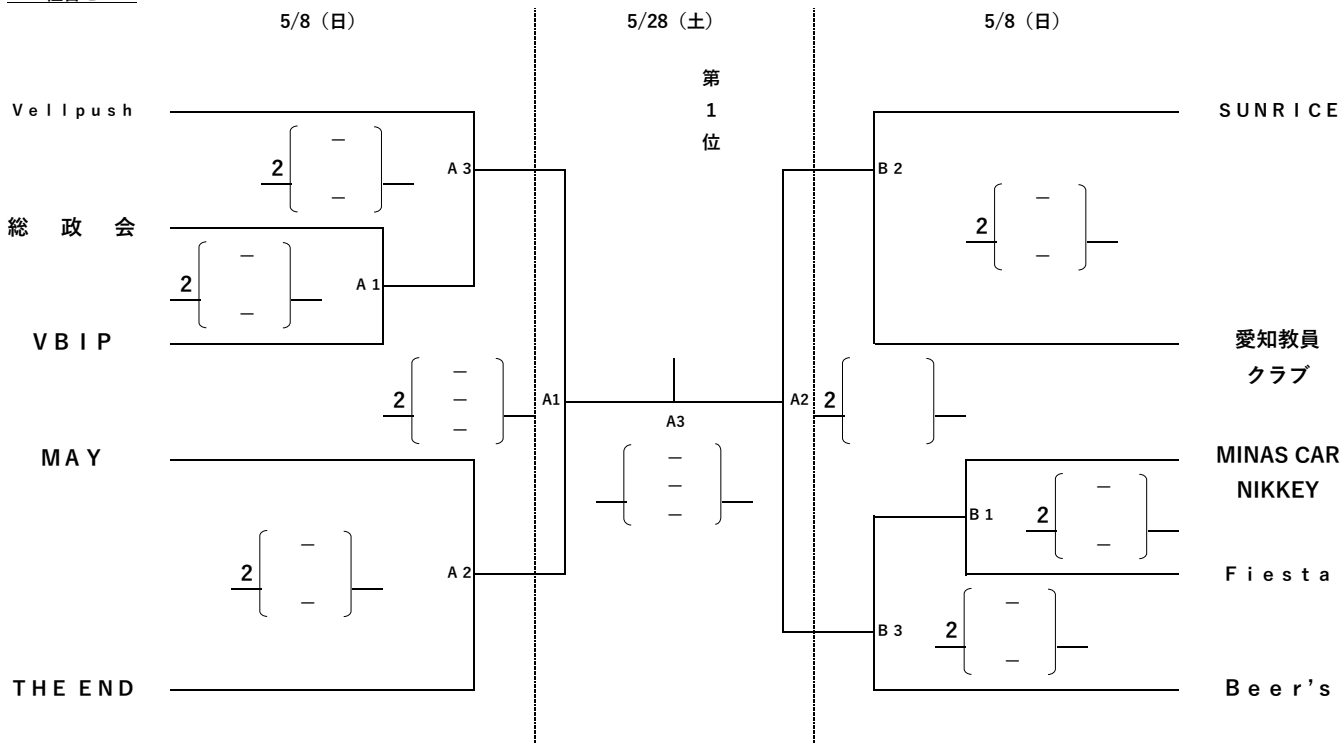 5/8（日） 5/28（土） 5/8（日）
第
1
位
Vellpush SUNRICE
2 － A3 B2
－
2 －
－
総政会
2 － A1
－
VBIP 愛知教員
クラブ
2 － A1 A2 2
－
－
A3
－
－
－
MAY MINAS CAR
NIKKEY
B1 2 －
－
2 － A2 Fiesta
－
B3 2 －
－
THE END Beer’s